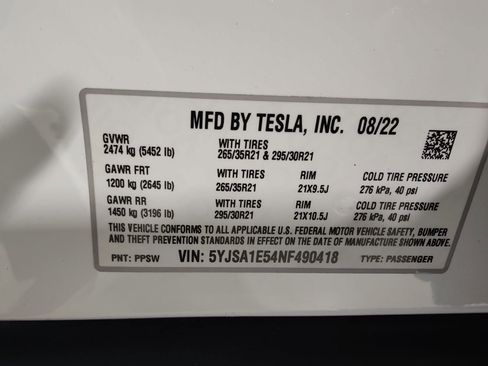 MFD BY TESLA, INC. 08/22
GVWR
2474 kg (5452 lb) WITH TIRES
265/35R21 & 295/30R21
GAWR FRT WITH TIRES RIM COLD TIRE PRESSURE
1200 kg (2645 lb) 265/35R21 21X9.5J 276 kPa, 40 psi
GAWR RR WITH TIRES RIM COLD TIRE PRESSURE
1450 kg (3196 lb) 295/30R21 21X10.5J 276 kPa, 40 psi
THIS VEHICLE CONFORMS TO ALL APPLICABLE U.S. FEDERAL MOTOR VEHICLE SAFETY, BUMPER
AND THEFT PREVENTION STANDARDS IN EFFECT ON THE DATE OF MANUFACTURE SHOWN ABOVE.
PNT: PPSW VIN: 5YJSA1E54NF490418 TYPE: PASSENGER